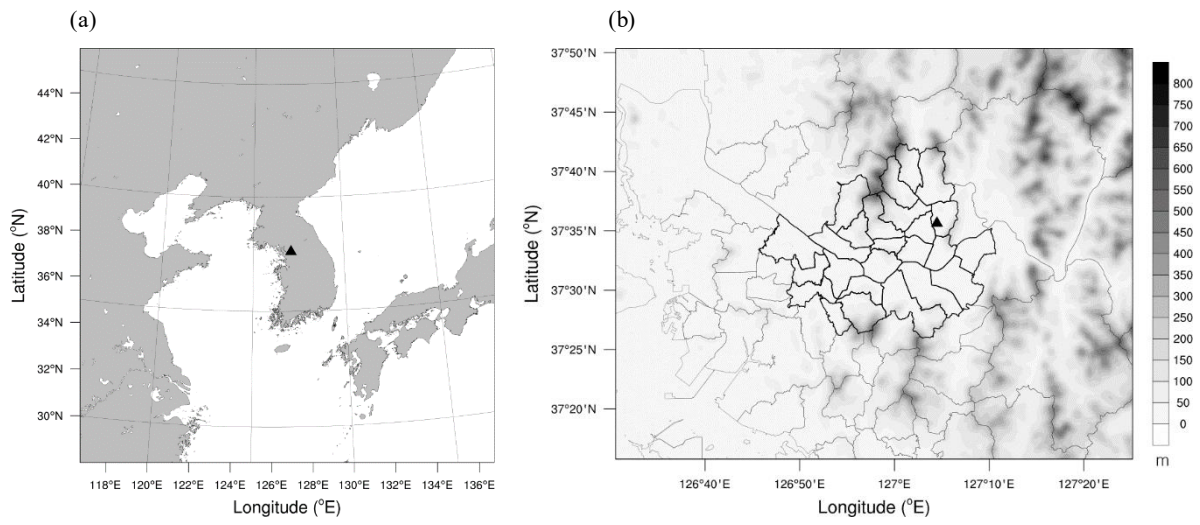 (a)
(b)
44°N
42°N
40°N
38°N
36°N
34°N
32°N
30°N
Latitude (°N)
118°E 120°E 122°E 124°E 126°E 128°E 130°E 132°E 134°E 136°E
Longitude (°E)
37°50'N
37°45'N
37°40'N
37°35'N
37°30'N
37°25'N
37°20'N
Latitude (°N)
126°40'E 126°50'E 127°E 127°10'E 127°20'E
Longitude (°E)
800
750
700
650
600
550
500
450
400
350
300
250
200
150
100
50
0
m